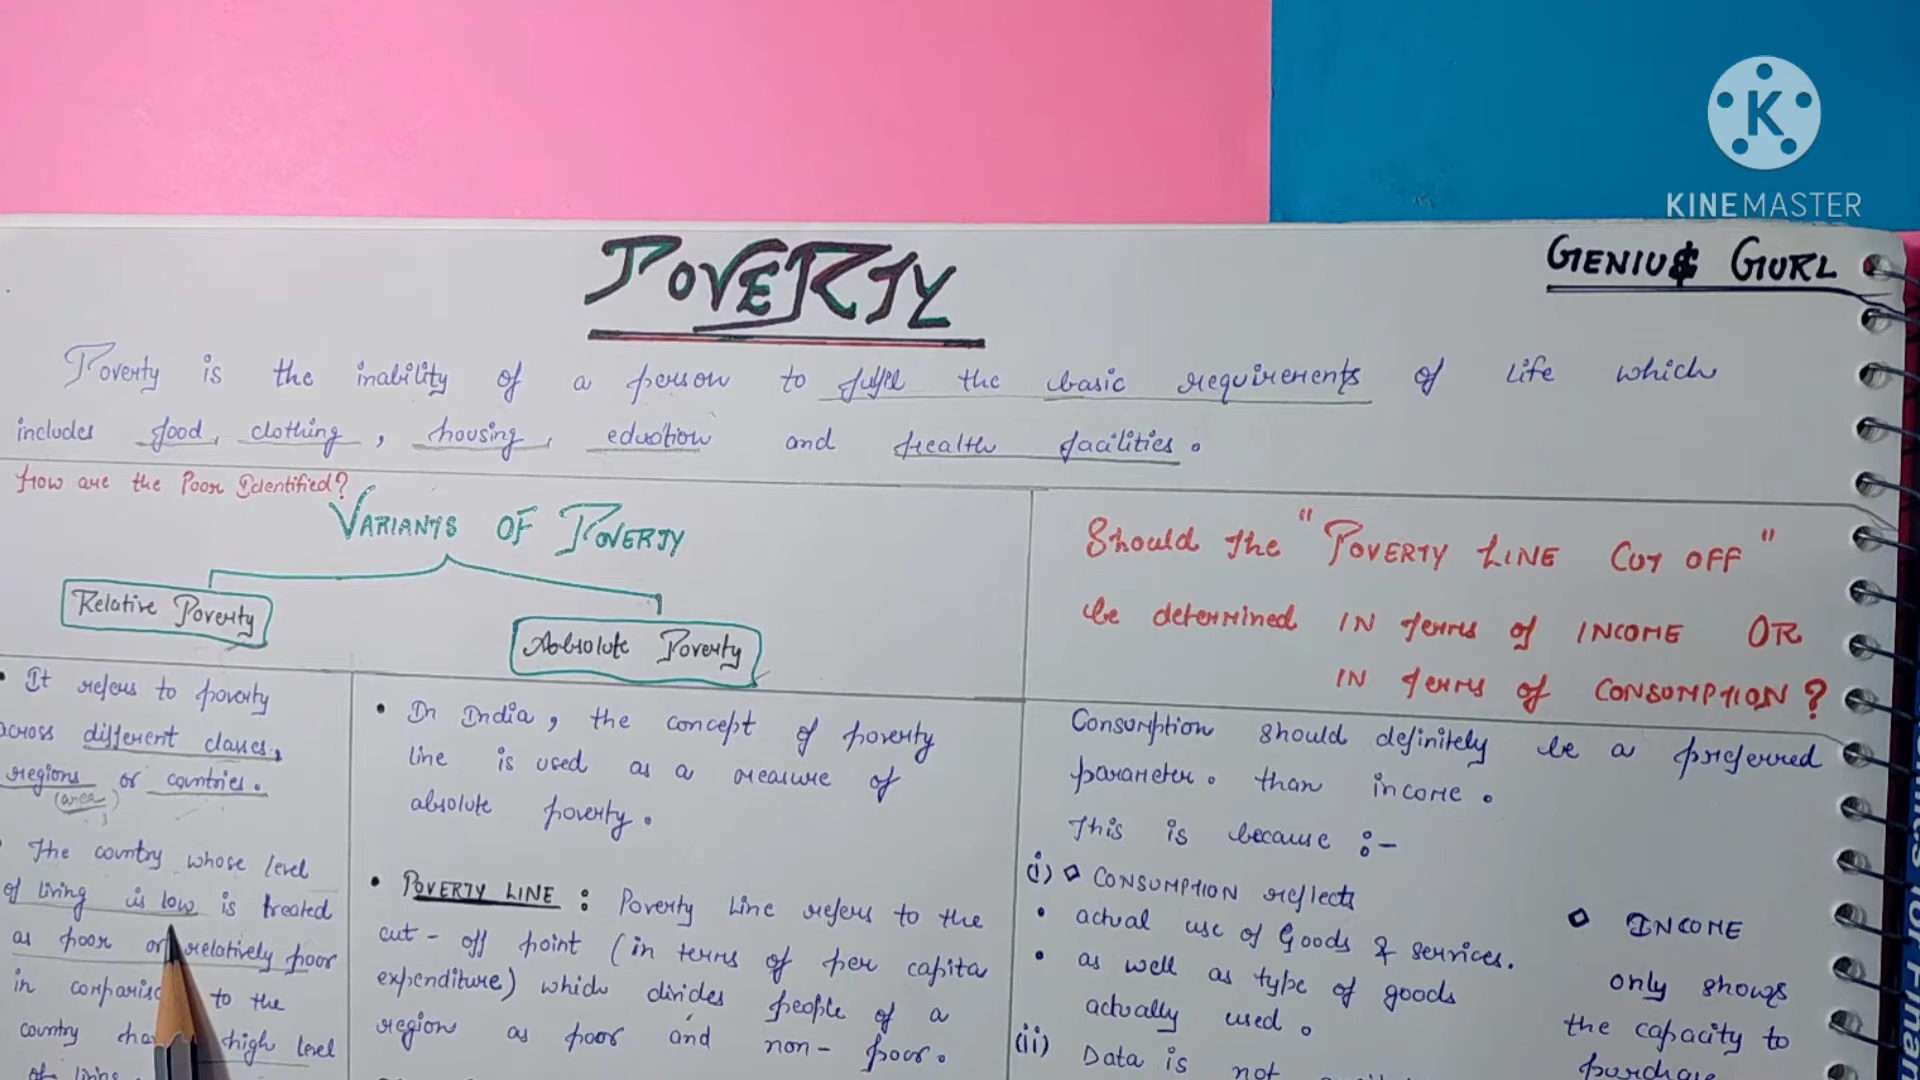 KINEMASTER
POVERTY
GENIU$ GURL
Poverty is the inability of a person to fulfil the basic requirements of life which
includes food, clothing, housing, eduction and health facilities.
How are the Poor Identified?
VARIANTS OF POVERTY
Relative Poverty
Absolute Poverty
• It refers to poverty
across different classes,
regions or countries.
(area)
The country whose level
of living is low is treated
as poor or relatively poor
in comparis to the
country high level
of living
• In India, the concept of poverty
line is used as a measure of
absolute poverty.
• POVERTY LINE : Poverty Line refers to the
cut-off point (in terms of per capita
expenditure) which divides people of a
region as poor and non-poor.
Should the "POVERTY LINE CUT OFF"
be determined IN terms of INCOME OR
IN terms of CONSUMPTION?
Consumption should definitely be a preferred
parameter. than income.
This is because :-
(i) CONSUMPTION reflects
• actual use of Goods & services.
• as well as type of goods
actually used.
(ii) Data is not
INCOME
only shows
the capacity to
purchase